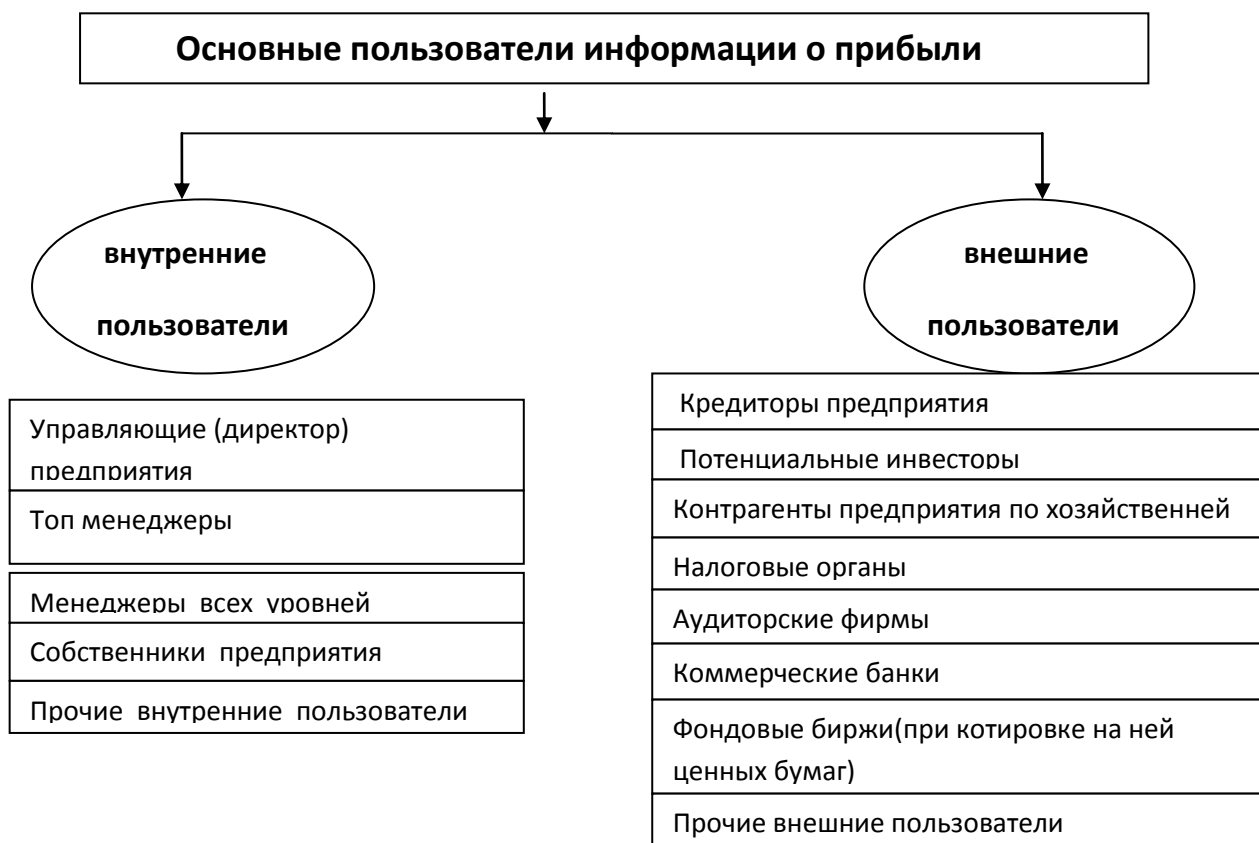 Основные пользователи информации о прибыли
внутренние
пользователи
внешние
пользователи
Управляющие (директор)
предприятия
Топ менеджеры
Менеджеры всех уровней
Собственники предприятия
Прочие внутренние пользователи
Кредиторы предприятия
Потенциальные инвесторы
Контрагенты предприятия по хозяйственней
Налоговые органы
Аудиторские фирмы
Коммерческие банки
Фондовые биржи(при котировке на ней
ценных бумаг)
Прочие внешние пользователи